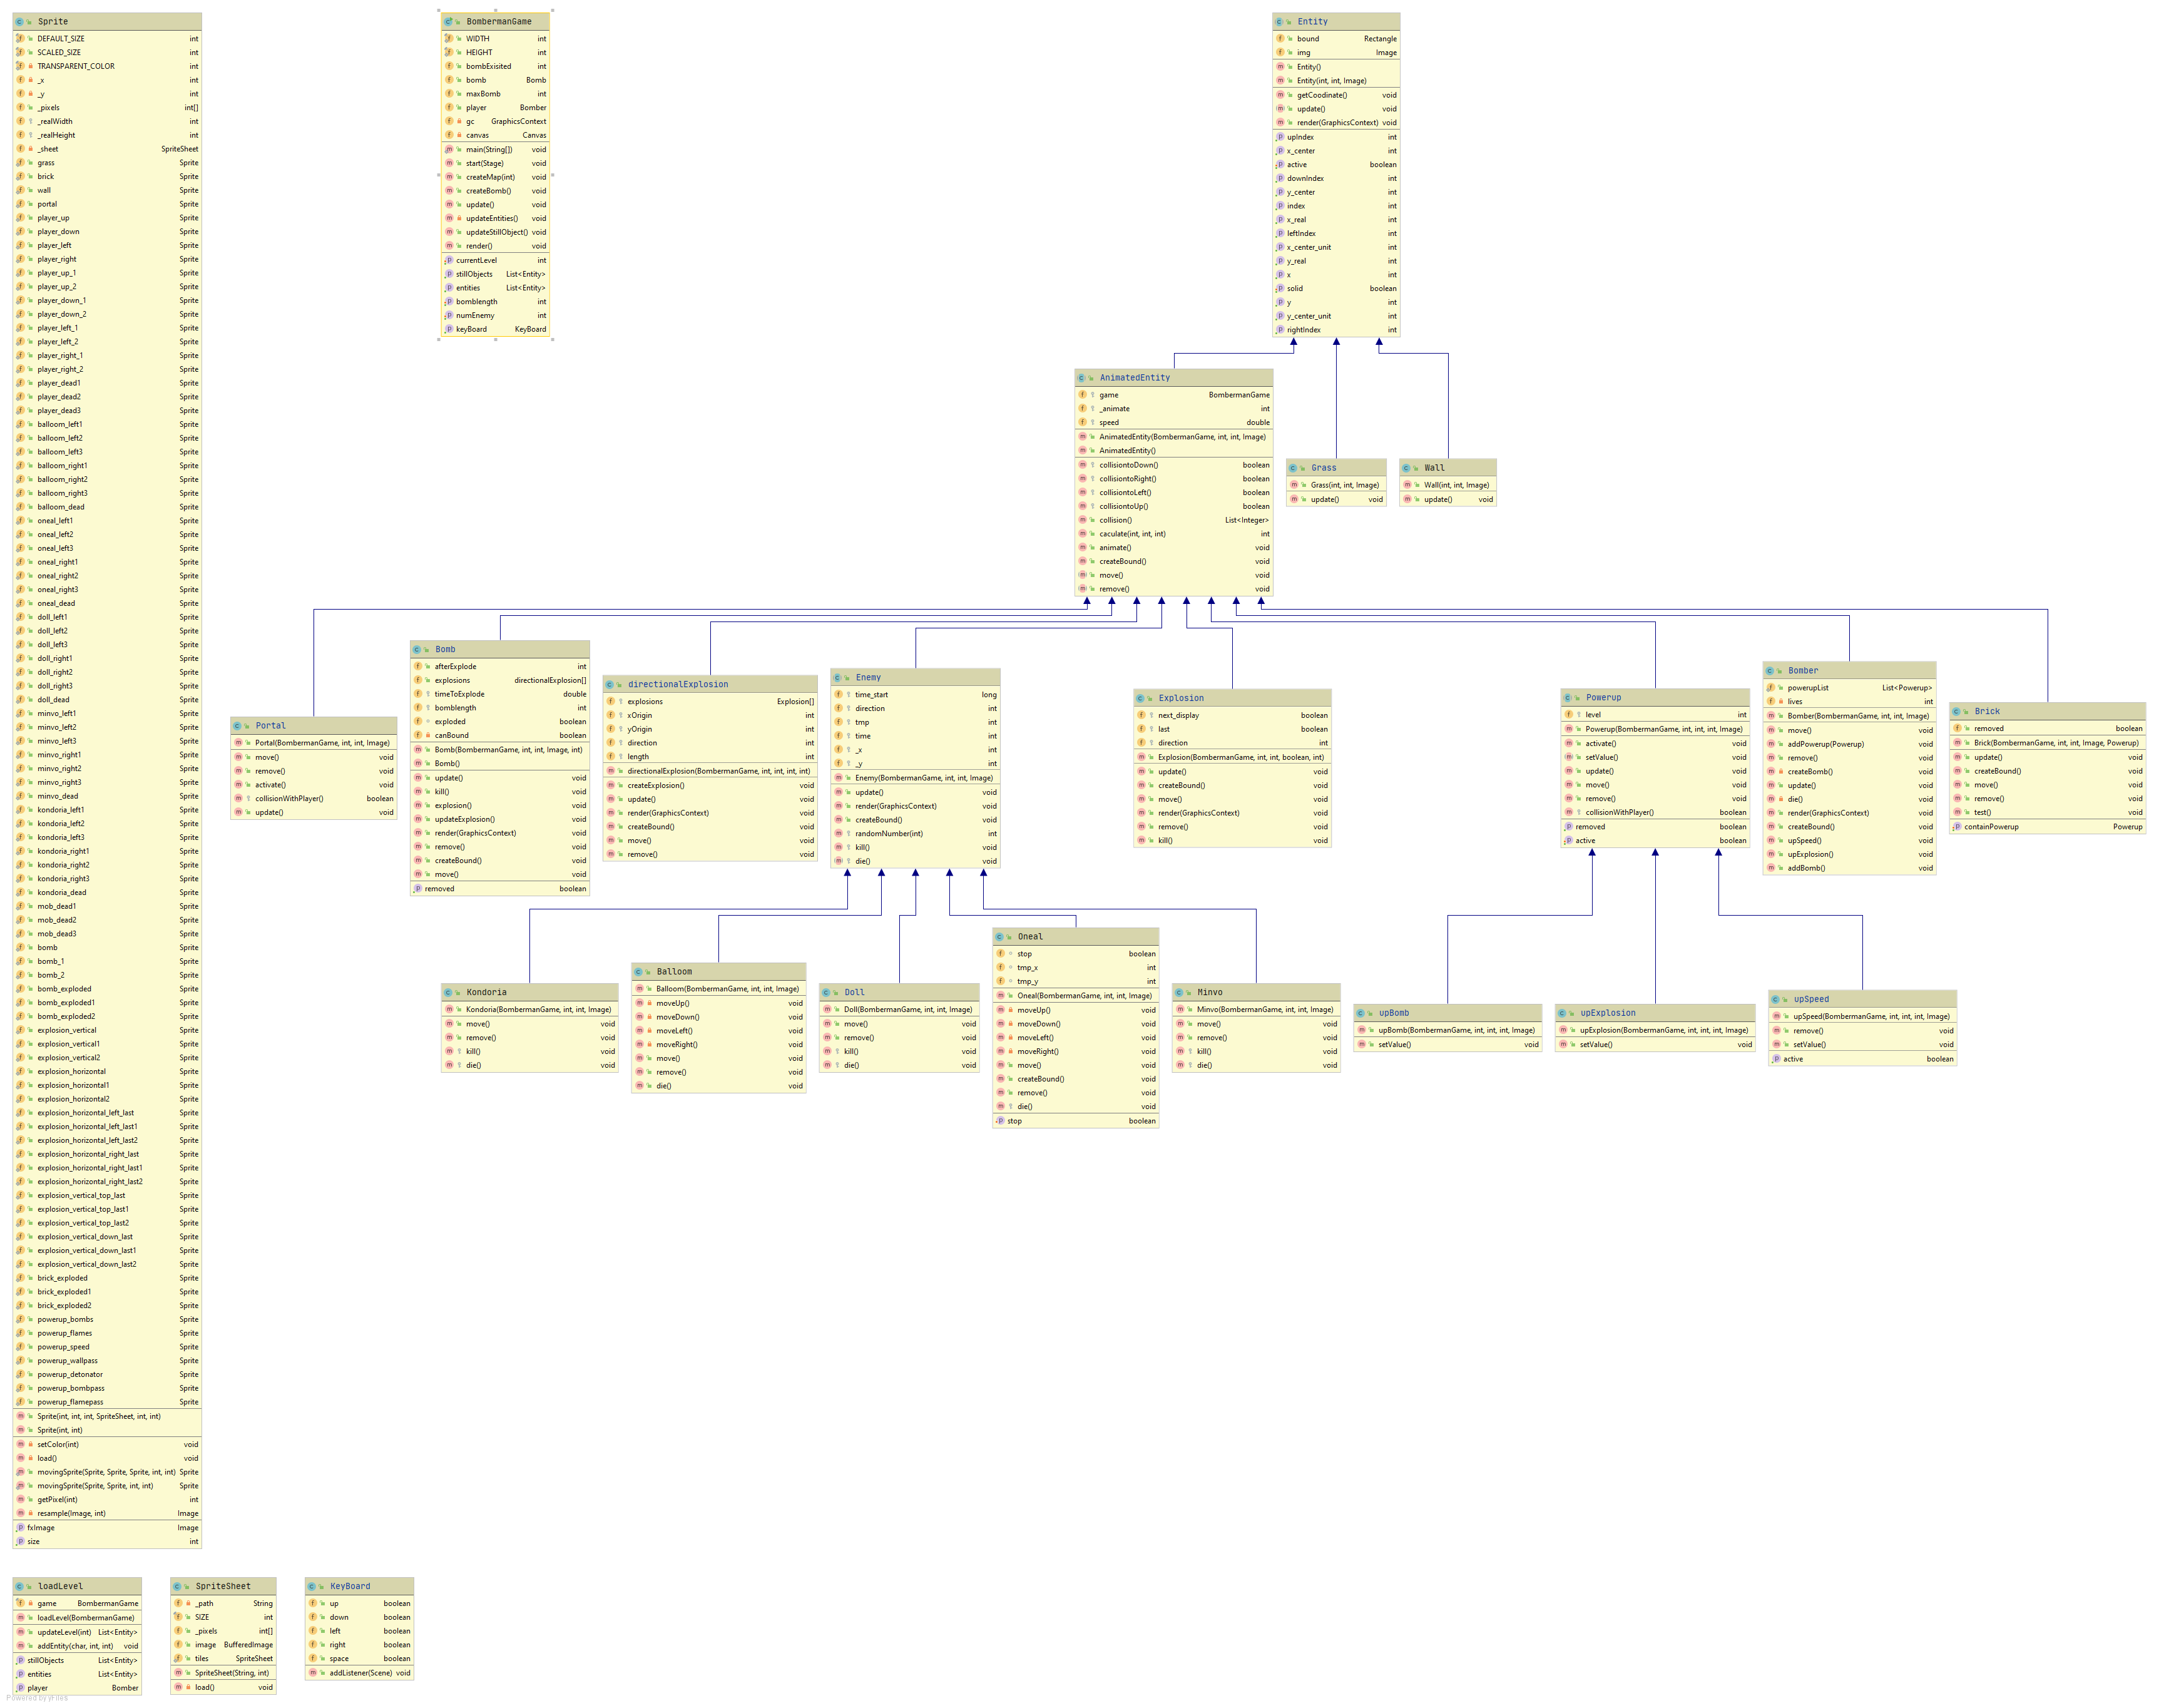 Sprite
DEFAULT_SIZE int
SCALED_SIZE int
TRANSPARENT_COLOR int
_x int
_y int
_pixels int[]
_realWidth int
_realHeight int
_sheet SpriteSheet
grass Sprite
brick Sprite
wall Sprite
portal Sprite
player_up Sprite
player_down Sprite
player_left Sprite
player_right Sprite
player_up_1 Sprite
player_up_2 Sprite
player_down_1 Sprite
player_down_2 Sprite
player_left_1 Sprite
player_left_2 Sprite
player_right_1 Sprite
player_right_2 Sprite
player_dead1 Sprite
player_dead2 Sprite
player_dead3 Sprite
balloom_left1 Sprite
balloom_left2 Sprite
balloom_left3 Sprite
balloom_right1 Sprite
balloom_right2 Sprite
balloom_right3 Sprite
balloom_dead Sprite
oneal_left1 Sprite
oneal_left2 Sprite
oneal_left3 Sprite
oneal_right1 Sprite
oneal_right2 Sprite
oneal_right3 Sprite
oneal_dead Sprite
doll_left1 Sprite
doll_left2 Sprite
doll_left3 Sprite
doll_right1 Sprite
doll_right2 Sprite
doll_right3 Sprite
doll_dead Sprite
minvo_left1 Sprite
minvo_left2 Sprite
minvo_left3 Sprite
minvo_right1 Sprite
minvo_right2 Sprite
minvo_right3 Sprite
minvo_dead Sprite
kondoria_left1 Sprite
kondoria_left2 Sprite
kondoria_left3 Sprite
kondoria_right1 Sprite
kondoria_right2 Sprite
kondoria_right3 Sprite
kondoria_dead Sprite
mob_dead1 Sprite
mob_dead2 Sprite
mob_dead3 Sprite
bomb Sprite
bomb_1 Sprite
bomb_2 Sprite
bomb_exploded Sprite
bomb_exploded1 Sprite
bomb_exploded2 Sprite
explosion_vertical Sprite
explosion_vertical1 Sprite
explosion_vertical2 Sprite
explosion_horizontal Sprite
explosion_horizontal1 Sprite
explosion_horizontal2 Sprite
explosion_horizontal_left_last Sprite
explosion_horizontal_left_last1 Sprite
explosion_horizontal_left_last2 Sprite
explosion_horizontal_right_last Sprite
explosion_horizontal_right_last1 Sprite
explosion_horizontal_right_last2 Sprite
explosion_vertical_top_last Sprite
explosion_vertical_top_last1 Sprite
explosion_vertical_top_last2 Sprite
explosion_vertical_down_last Sprite
explosion_vertical_down_last1 Sprite
explosion_vertical_down_last2 Sprite
brick_exploded Sprite
brick_exploded1 Sprite
brick_exploded2 Sprite
powerup_bombs Sprite
powerup_flames Sprite
powerup_speed Sprite
powerup_wallpass Sprite
powerup_detonator Sprite
powerup_bombpass Sprite
powerup_flamepass Sprite
Sprite(int, int, int, SpriteSheet, int, int)
Sprite(int, int)
setColor(int) void
load() void
movingSprite(Sprite, Sprite, Sprite, int, int) Sprite
movingSprite(Sprite, Sprite, int, int) Sprite
getPixel(int) int
resample(Image, int) Image
fxImage Image
size int
BombermanGame
WIDTH int
HEIGHT int
bombExisited int
bomb Bomb
maxBomb int
player Bomber
gc GraphicsContext
canvas Canvas
main(String[]) void
start(Stage) void
createMap(int) void
createBomb() void
update() void
updateEntities() void
updateStillObject() void
render() void
currentLevel int
stillObjects List<Entity>
entities List<Entity>
bomblength int
numEnemy int
keyBoard KeyBoard
Entity
bound Rectangle
img Image
Entity()
Entity(int, int, Image)
getCoodinate() void
update() void
render(GraphicsContext) void
upIndex int
x_center int
active boolean
downIndex int
y_center int
index int
x_real int
leftIndex int
x_center_unit int
y_real int
x int
solid boolean
y int
y_center_unit int
rightIndex int
AnimatedEntity
game BombermanGame
_animate int
speed double
AnimatedEntity(BombermanGame, int, int, Image)
AnimatedEntity()
collisiontoDown() boolean
collisiontoRight() boolean
collisiontoLeft() boolean
collisiontoUp() boolean
collision() List<Integer>
caculate(int, int, int) int
animate() void
createBound() void
move() void
remove() void
Grass
Grass(int, int, Image)
update() void
Wall
Wall(int, int, Image)
update() void
Portal
Portal(BombermanGame, int, int, Image)
move() void
remove() void
activate() void
collisionWithPlayer() boolean
update() void
Bomb
afterExplode int
explosions directionalExplosion[]
timeToExplode double
bomblength int
exploded boolean
canBound boolean
Bomb(BombermanGame, int, int, Image, int)
Bomb()
update() void
kill() void
explosion() void
updateExplosion() void
render(GraphicsContext) void
remove() void
createBound() void
move() void
removed boolean
directionalExplosion
explosions Explosion[]
xOrigin int
yOrigin int
direction int
length int
directionalExplosion(BombermanGame, int, int, int, int)
createExplosion() void
update() void
render(GraphicsContext) void
createBound() void
move() void
remove() void
Enemy
time_start long
direction int
tmp int
time int
_x int
_y int
Enemy(BombermanGame, int, int, Image)
update() void
render(GraphicsContext) void
createBound() void
randomNumber(int) int
kill() void
die() void
Explosion
next_display boolean
last boolean
direction int
Explosion(BombermanGame, int, int, boolean, int)
update() void
createBound() void
move() void
render(GraphicsContext) void
remove() void
kill() void
Powerup
level int
Powerup(BombermanGame, int, int, int, Image)
activate() void
setValue() void
update() void
move() void
remove() void
collisionWithPlayer() boolean
removed boolean
active boolean
Bomber
powerupList List<Powerup>
lives int
Bomber(BombermanGame, int, int, Image)
move() void
addPowerup(Powerup) void
remove() void
createBomb() void
update() void
die() void
render(GraphicsContext) void
createBound() void
upSpeed() void
upExplosion() void
addBomb() void
Brick
removed boolean
Brick(BombermanGame, int, int, Image, Powerup)
update() void
createBound() void
move() void
remove() void
test() void
containPowerup Powerup
Kondoria
Kondoria(BombermanGame, int, int, Image)
move() void
remove() void
kill() void
die() void
Balloom
Balloom(BombermanGame, int, int, Image)
moveUp() void
moveDown() void
moveLeft() void
moveRight() void
move() void
remove() void
die() void
Doll
Doll(BombermanGame, int, int, Image)
move() void
remove() void
kill() void
die() void
Oneal
stop boolean
tmp_x int
tmp_y int
Oneal(BombermanGame, int, int, Image)
moveUp() void
moveDown() void
moveLeft() void
moveRight() void
move() void
createBound() void
remove() void
die() void
stop boolean
Minvo
Minvo(BombermanGame, int, int, Image)
move() void
remove() void
kill() void
die() void
upBomb
upBomb(BombermanGame, int, int, int, Image)
setValue() void
upExplosion
upExplosion(BombermanGame, int, int, int, Image)
setValue() void
upSpeed
upSpeed(BombermanGame, int, int, int, Image)
remove() void
setValue() void
active boolean
loadLevel
game BombermanGame
loadLevel(BombermanGame)
updateLevel(int) List<Entity>
addEntity(char, int, int) void
stillObjects List<Entity>
entities List<Entity>
player Bomber
SpriteSheet
_path String
SIZE int
_pixels int[]
image BufferedImage
tiles SpriteSheet
SpriteSheet(String, int)
load() void
KeyBoard
up boolean
down boolean
left boolean
right boolean
space boolean
addListener(Scene) void
Powered by yFiles